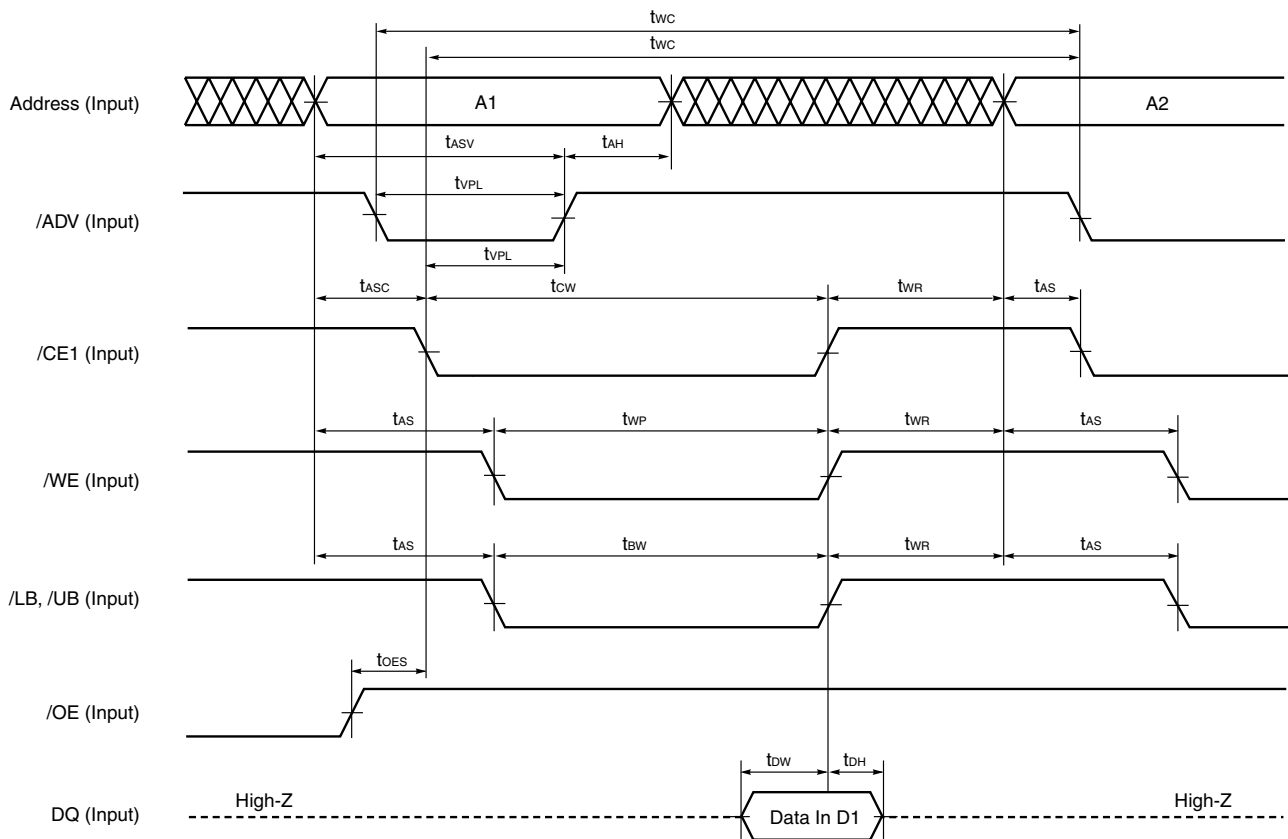 tWC
tWC
Address (Input)
A1
A2
tASV
tAH
/ADV (Input)
tVPL
tVPL
tASC
tCW
tWR
tAS
/CE1 (Input)
tAS
tWP
tWR
tAS
/WE (Input)
tAS
tBW
tWR
tAS
/LB, /UB (Input)
tOES
/OE (Input)
tDW
tDH
High-Z
High-Z
DQ (Input)
Data In D1